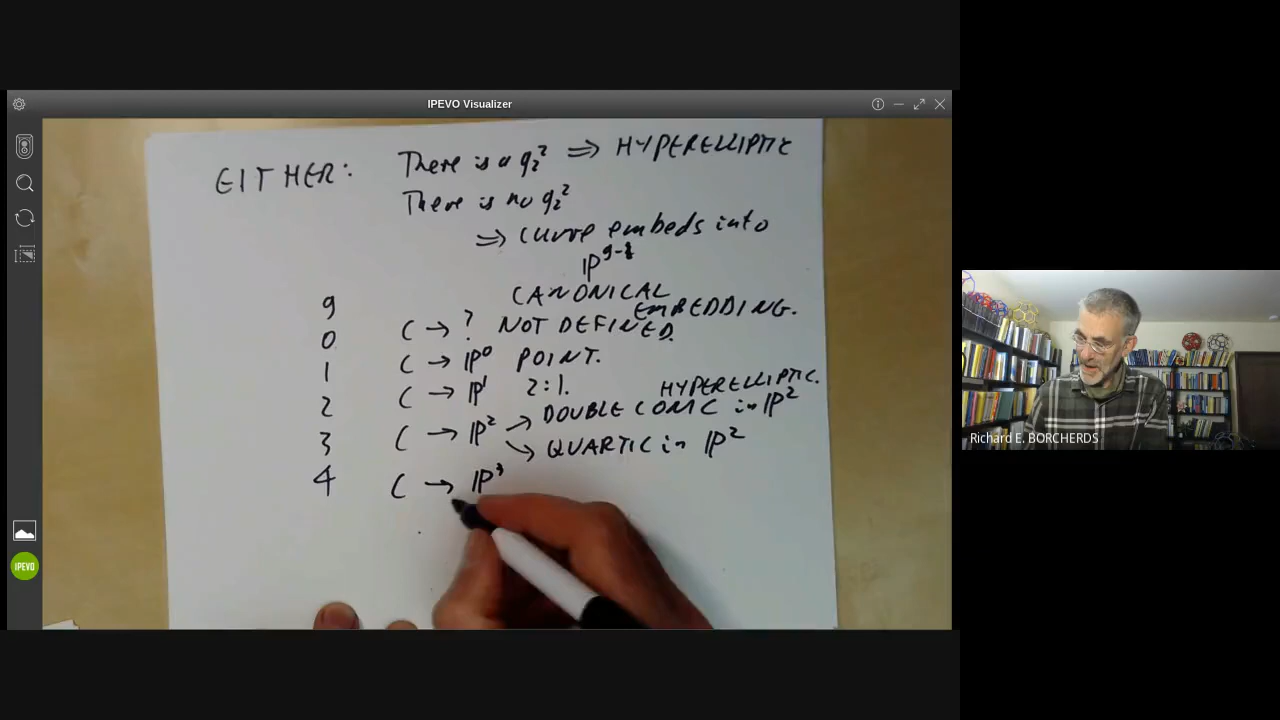 IPEVO Visualizer
EITHER: There is a g₂² ⇒ HYPERELLIPTIC
There is no g₂²
⇒ curve embeds into
ℙ^g-1
CANONICAL EMBEDDING.
g
0 C → ? NOT DEFINED.
1 C → ℙ⁰ POINT.
2 C → ℙ¹ 2:1.
HYPERELLIPTIC.
3 C → ℙ² → DOUBLE CONIC in ℙ²
↘ QUARTIC in ℙ²
4 C → ℙ³
IPEVO
Richard E. BORCHERDS